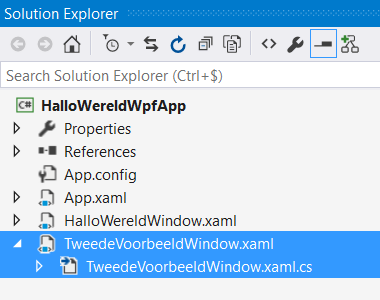 Solution Explorer
Search Solution Explorer (Ctrl+$)
C# HalloWereldWpfApp
Properties
References
App.config
App.xaml
HalloWereldWindow.xaml
TweedeVoorbeeldWindow.xaml
TweedeVoorbeeldWindow.xaml.cs